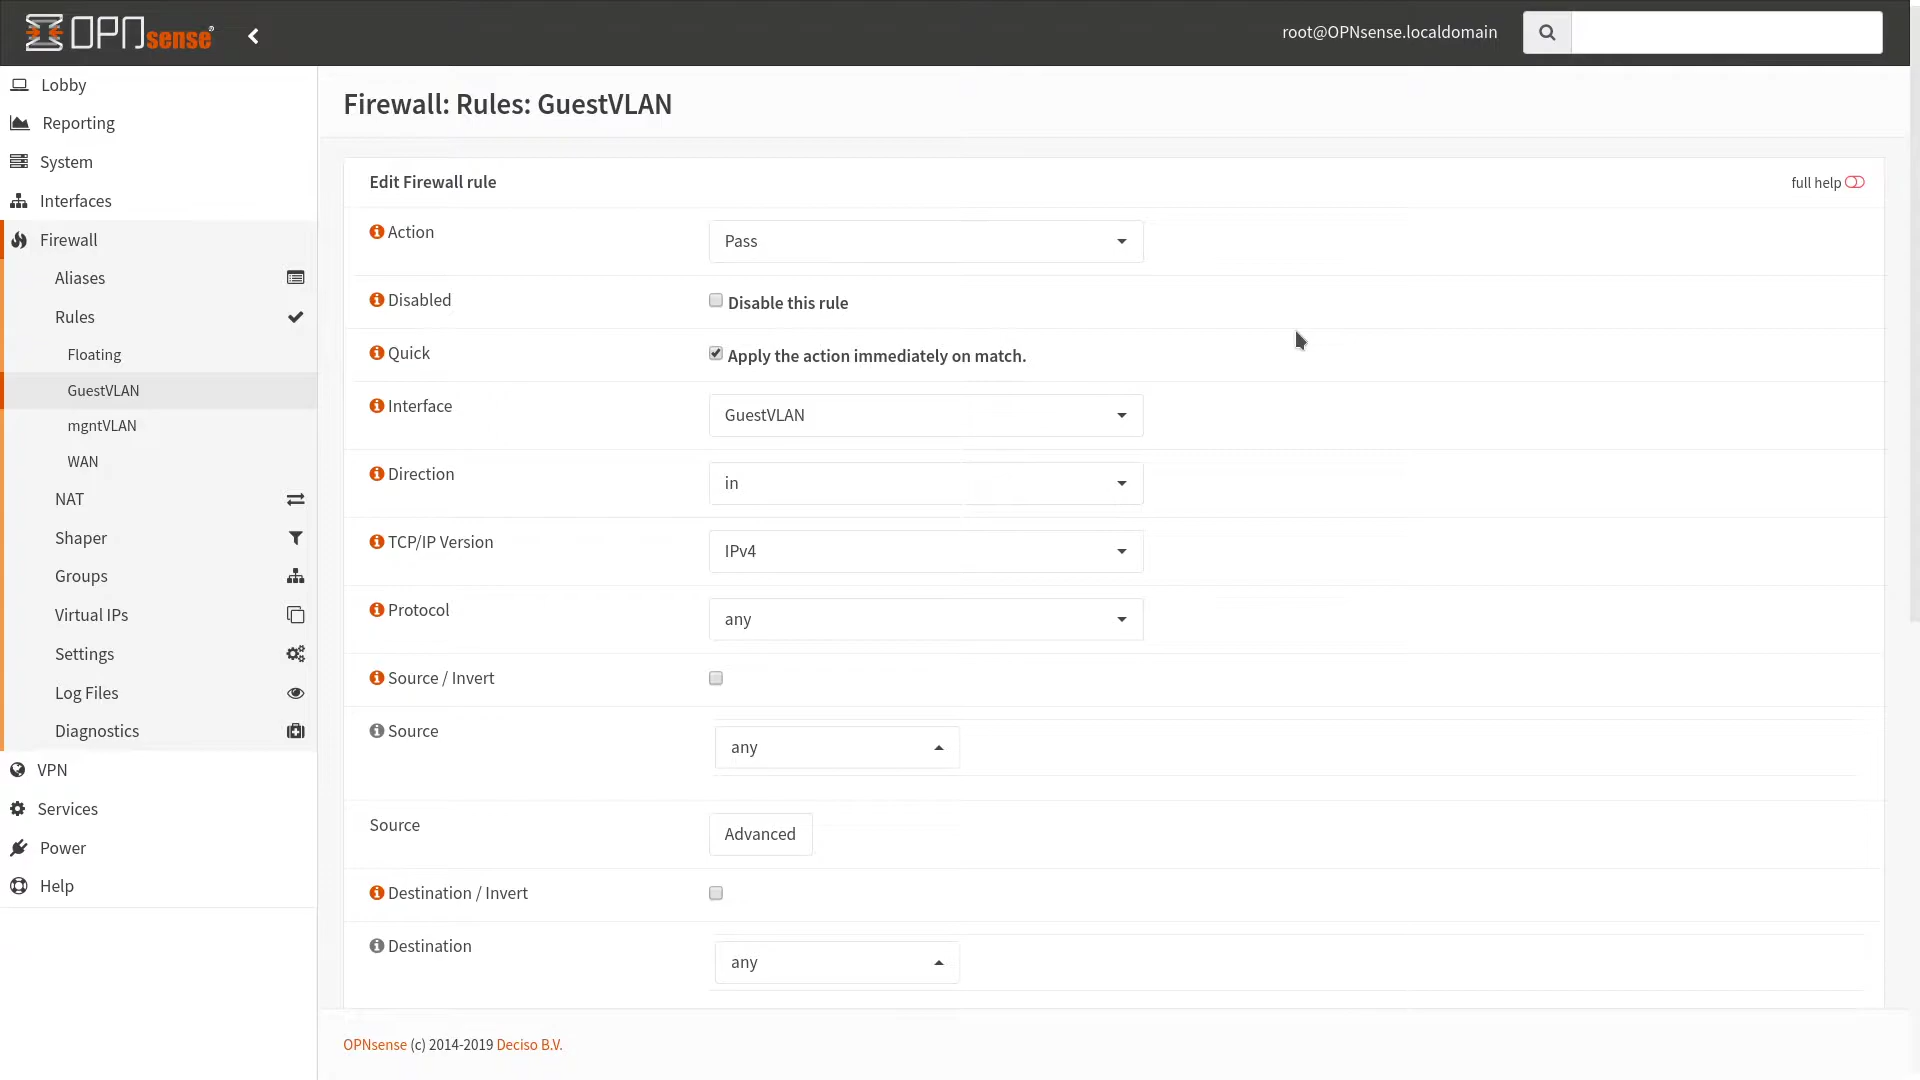 OPNsense
root@OPNsense.localdomain
Lobby
Reporting
System
Interfaces
Firewall
Aliases
Rules
Floating
GuestVLAN
mgntVLAN
WAN
NAT
Shaper
Groups
Virtual IPs
Settings
Log Files
Diagnostics
VPN
Services
Power
Help
Firewall: Rules: GuestVLAN
Edit Firewall rule
full help
Action
Pass
Disabled
Disable this rule
Quick
Apply the action immediately on match.
Interface
GuestVLAN
Direction
in
TCP/IP Version
IPv4
Protocol
any
Source / Invert
Source
any
Source
Advanced
Destination / Invert
Destination
any
OPNsense (c) 2014-2019 Deciso B.V.